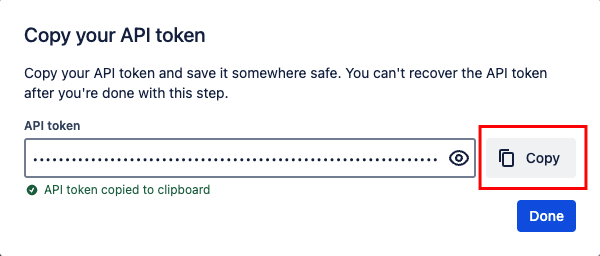 Copy your API token
Copy your API token and save it somewhere safe. You can't recover the API token
after you're done with this step.
API token
••••••••••••••••••••••••••••••••••••••••••••••••••••••••••••••••
Copy
API token copied to clipboard
Done